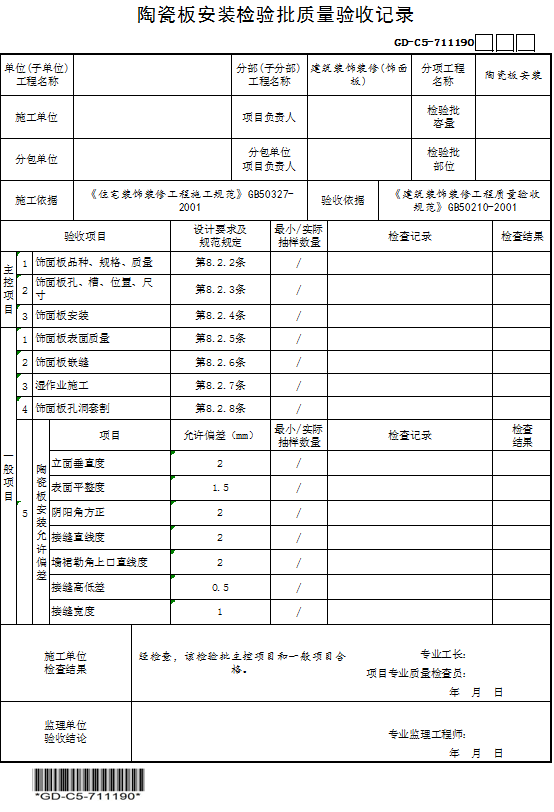 陶瓷板安装检验批质量验收记录
GD-C5-711190
单位(子单位)
工程名称
分部(子分部)
工程名称
建筑装饰装修(饰面
板)
分项工程
名称
陶瓷板安装
施工单位
项目负责人
检验批
容量
分包单位
分包单位
项目负责人
检验批
部位
施工依据
《住宅装饰装修工程施工规范》GB50327-
2001
验收依据
《建筑装饰装修工程质量验收
规范》GB50210-2001
验收项目
设计要求及
规范规定
最小/实际
抽样数量
检查记录
检查结果
主控项目
1 饰面板品种、规格、质量 第8.2.2条 /
2 饰面板孔、槽、位置、尺
寸 第8.2.3条 /
3 饰面板安装 第8.2.4条 /
一般项目
1 饰面板表面质量 第8.2.5条 /
2 饰面板嵌缝 第8.2.6条 /
3 湿作业施工 第8.2.7条 /
4 饰面板孔洞套割 第8.2.8条 /
5
陶瓷板安装允许偏差
项目
允许偏差（mm）
最小/实际
抽样数量
检查记录
检查
结果
立面垂直度 2 /
表面平整度 1.5 /
阴阳角方正 2 /
接缝直线度 2 /
墙裙勒角上口直线度 2 /
接缝高低差 0.5 /
接缝宽度 1 /
施工单位
检查结果
经检查，该检验批主控项目和一般项目合
格。
专业工长：
项目专业质量检查员：
年 月 日
监理单位
验收结论
专业监理工程师：
年 月 日
*GD-C5-711190*